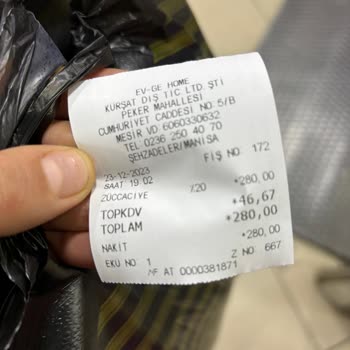 EV-GE HOME
KURŞAT DIŞ TİC.LTD.ŞTİ
PEKER MAHALLESİ
CUMHURİYET CADDESİ NO:5/B
MESİR VD 6060330632
TEL 0236 250 40 70
ŞEHZADELER/MANİSA
23-12-2023 FİŞ NO: 172
SAAT 19:02
ZÜCCACİYE %20 *280,00
TOPKDV *46,67
TOPLAM *280,00
NAKİT *280,00
EKÜ NO: 1 Z NO: 667
MF AT 0000381871